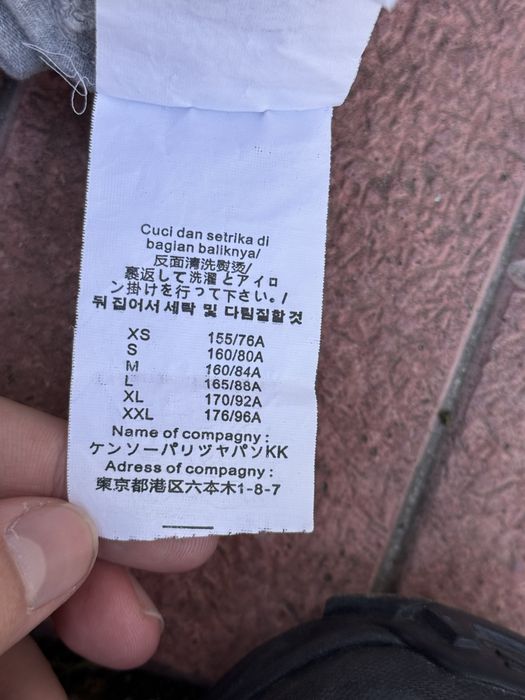 Cuci dan setrika di
bagian baliknya/
反面清洗熨烫/
裹返して洗濯とアイロ
ン掛けを行って下さい。/
뒤집어서 세탁 및 다림질할것
XS 155/76A
S 160/80A
M 160/84A
L 165/88A
XL 170/92A
XXL 176/96A
Name of compagny :
ケンソーパリヅャパンKK
Adress of compagny :
東京都港区六本木1-8-7